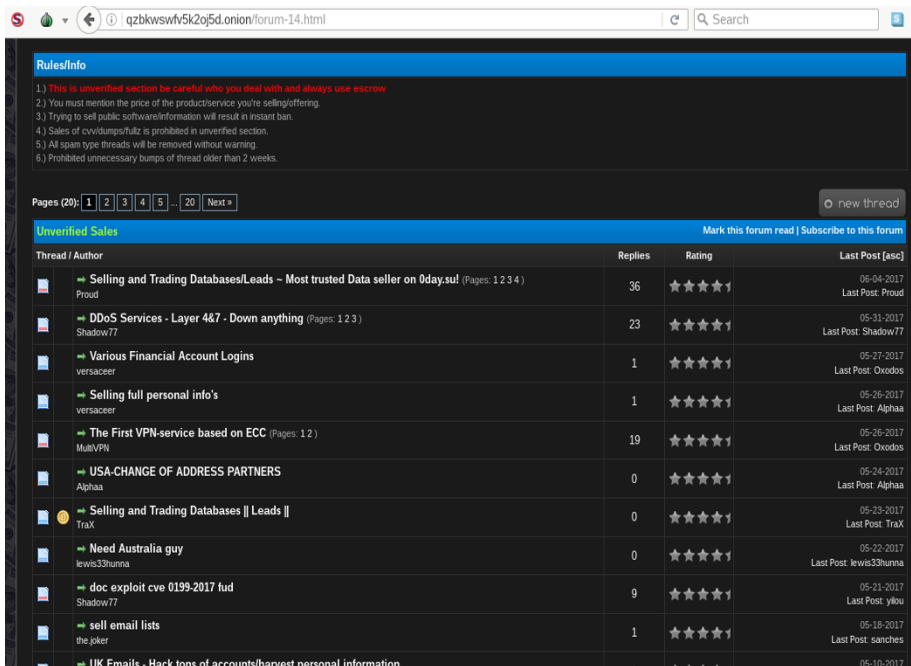 qzbkwswfv5k2oj5d.onion/forum-14.html
Search
Rules/Info
1.) This is unverified section be careful who you deal with and always use escrow
2.) You must mention the price of the product/service you're selling/offering.
3.) Trying to sell public software/information will result in instant ban.
4.) Sales of cvv/dumps/fullz is prohibited in unverified section.
5.) All spam type threads will be removed without warning.
6.) Prohibited unnecessary bumps of thread older than 2 weeks.
Pages (20): 1 2 3 4 5 ... 20 Next »
new thread
Unverified Sales Mark this forum read | Subscribe to this forum
Thread / Author Replies Rating Last Post [asc]
Selling and Trading Databases/Leads ~ Most trusted Data seller on 0day.su! (Pages: 1 2 3 4 )
Proud
36
06-04-2017
Last Post: Proud
DDoS Services - Layer 4&7 - Down anything (Pages: 1 2 3 )
Shadow77
23
05-31-2017
Last Post: Shadow77
Various Financial Account Logins
versaceer
1
05-27-2017
Last Post: Oxodos
Selling full personal info's
versaceer
1
05-26-2017
Last Post: Alphaa
The First VPN-service based on ECC (Pages: 1 2 )
MultiVPN
19
05-26-2017
Last Post: Oxodos
USA-CHANGE OF ADDRESS PARTNERS
Alphaa
0
05-24-2017
Last Post: Alphaa
Selling and Trading Databases || Leads ||
TraX
0
05-23-2017
Last Post: TraX
Need Australia guy
lewis33hunna
0
05-22-2017
Last Post: lewis33hunna
doc exploit cve 0199-2017 fud
Shadow77
9
05-21-2017
Last Post: yilou
sell email lists
the.joker
1
05-18-2017
Last Post: sanches
UK Emails - Hack tons of accounts/harvest personal information
05-10-2017